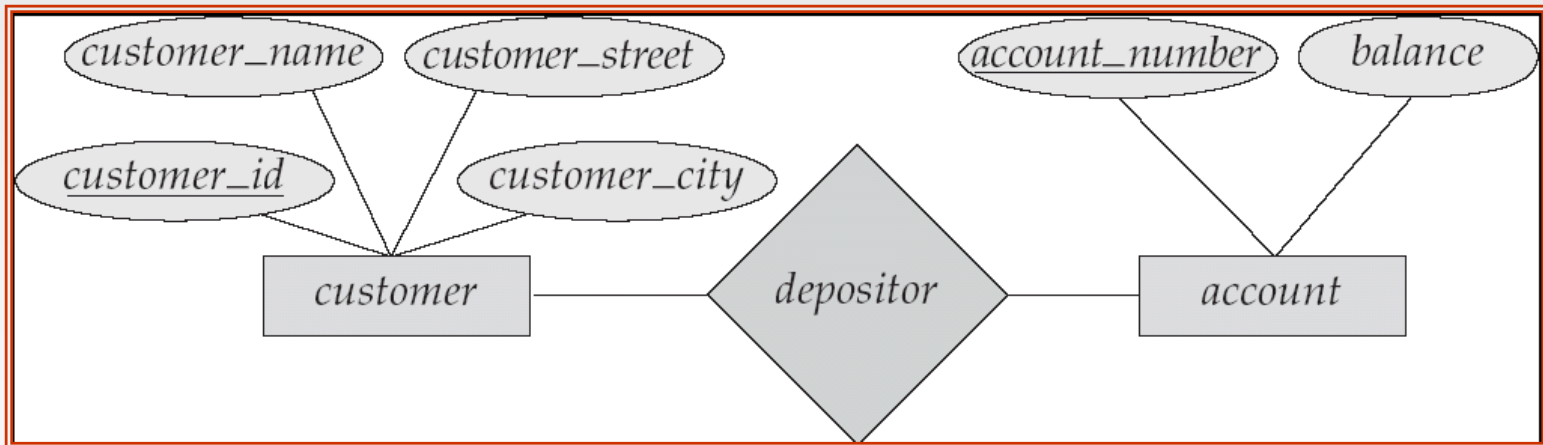 customer_name
customer_street
account_number
balance
customer_id
customer_city
customer
depositor
account